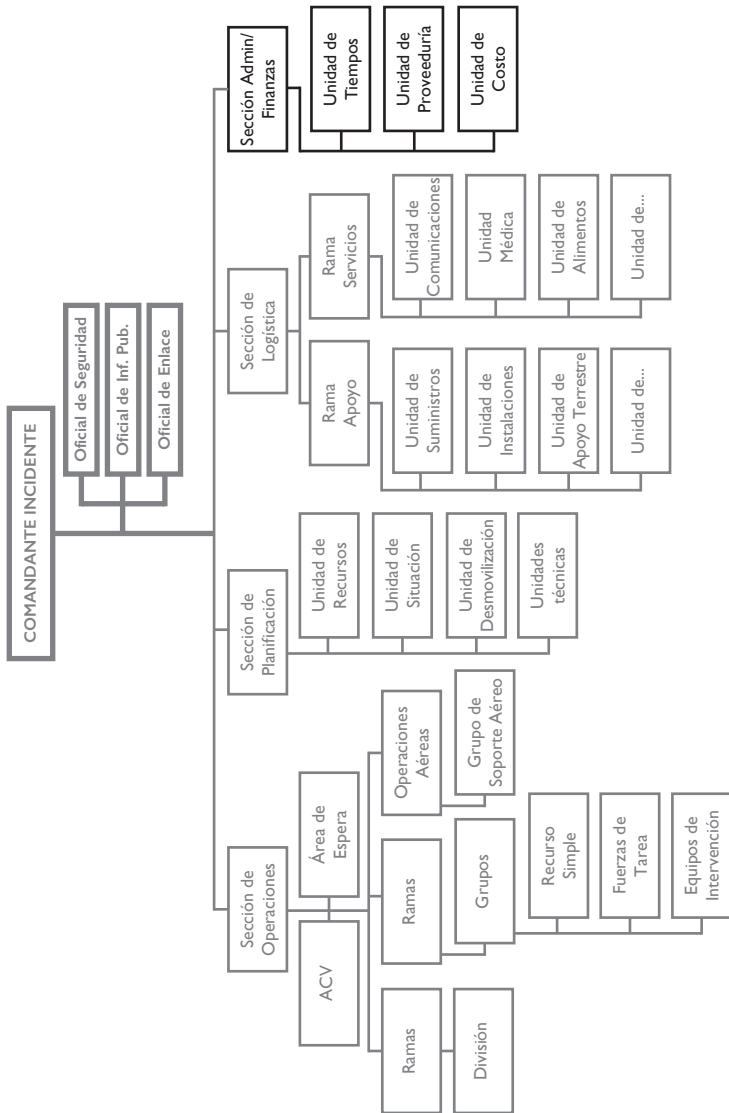 COMANDANTE INCIDENTE
Oficial de Seguridad
Oficial de Inf. Pub.
Oficial de Enlace
Sección de
Operaciones
ACV
Área de
Espera
Ramas
División
Ramas
Grupos
Recurso
Simple
Fuerzas de
Tarea
Equipos de
Intervención
Operaciones
Aéreas
Grupo de
Soporte Aéreo
Sección de
Planificación
Unidad de
Recursos
Unidad de
Situación
Unidad de
Desmovilización
Unidades
técnicas
Sección de
Logística
Rama
Apoyo
Unidad de
Suministros
Unidad de
Instalaciones
Unidad de
Apoyo Terrestre
Unidad de...
Rama
Servicios
Unidad de
Comunicaciones
Unidad
Médica
Unidad de
Alimentos
Unidad de...
Sección Admin/
Finanzas
Unidad de
Tiempos
Unidad de
Proveeduría
Unidad de
Costo